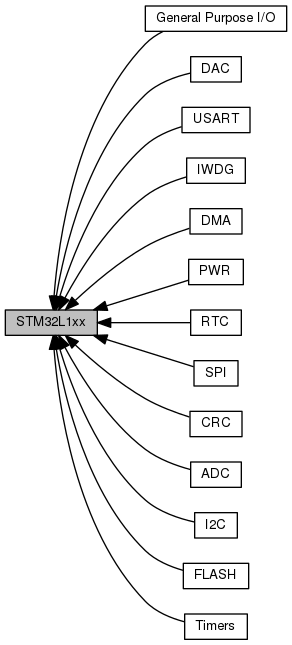 General Purpose I/O
DAC
USART
IWDG
DMA
PWR
STM32L1xx
RTC
SPI
CRC
ADC
I2C
FLASH
Timers